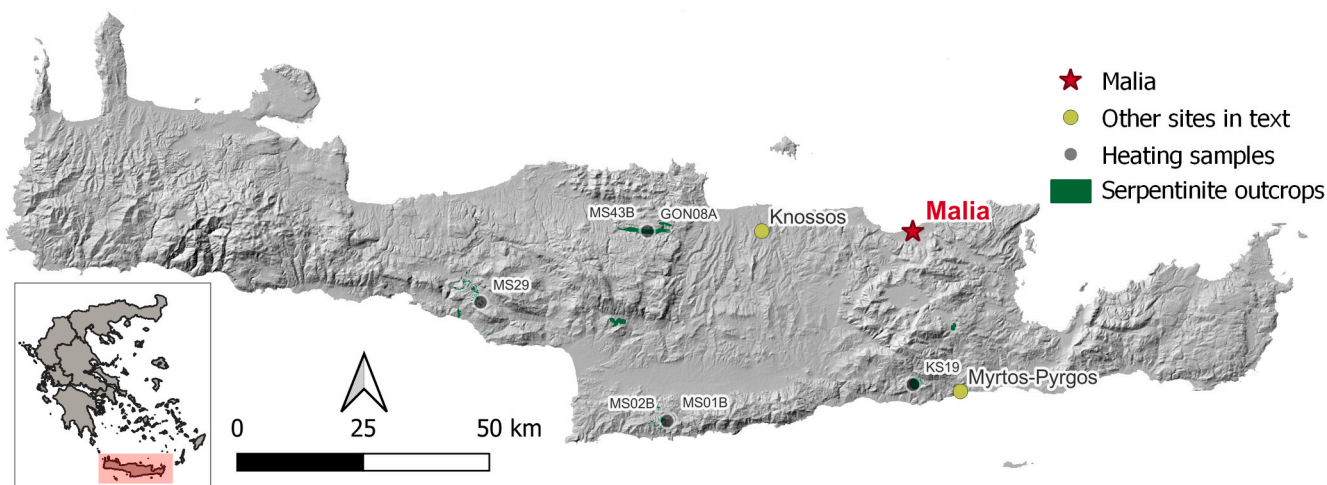 Malia
Other sites in text
Heating samples
Serpentinite outcrops
MS43B
GON08A
Knossos
Malia
MS29
KS19
Myrtos-Pyrgos
MS02B
MS01B
0
25
50 km